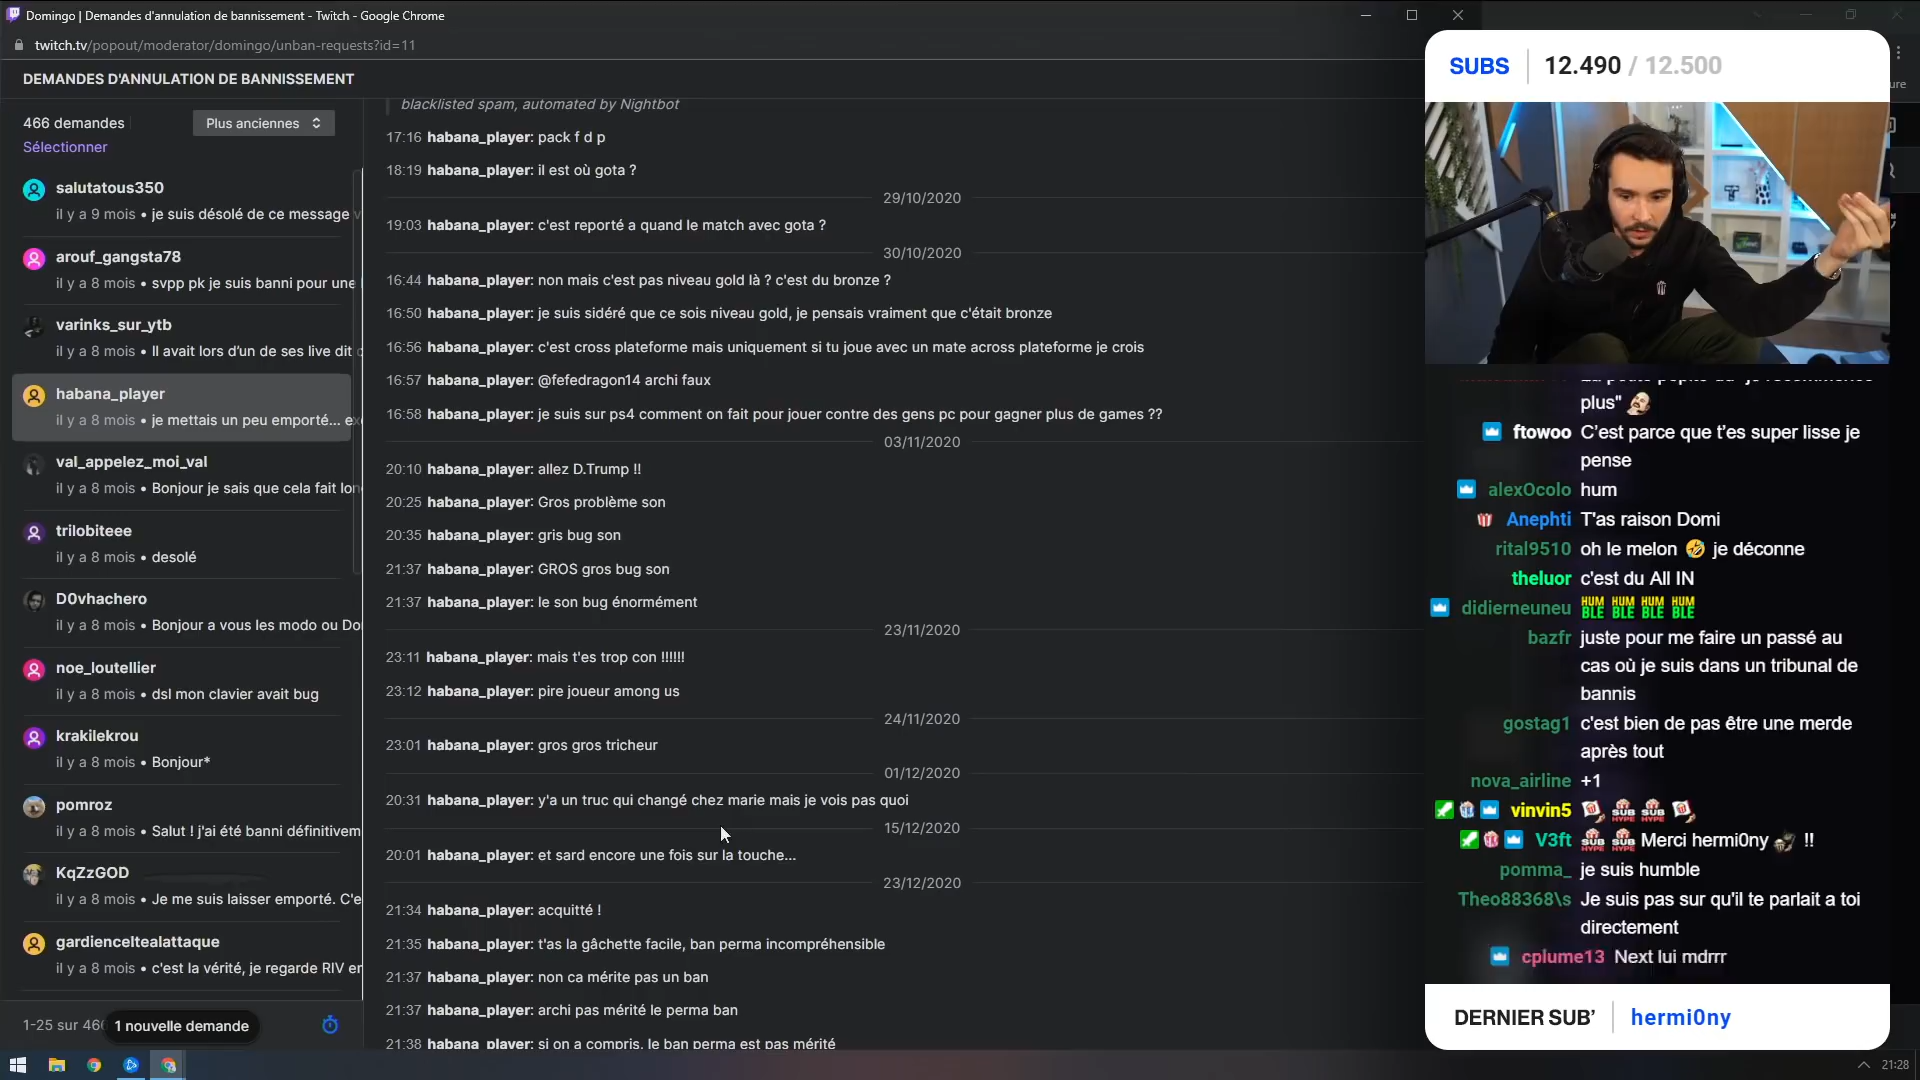 Domingo | Demandes d'annulation de bannissement - Twitch - Google Chrome
twitch.tv/popout/moderator/domingo/unban-requests?id=11
DEMANDES D'ANNULATION DE BANNISSEMENT
466 demandes
Plus anciennes
Sélectionner
salutatous350
il y a 9 mois • je suis désolé de ce message v
arouf_gangsta78
il y a 8 mois • svpp pk je suis banni pour une
varinks_sur_ytb
il y a 8 mois • Il avait lors d'un de ses live dit
habana_player
il y a 8 mois • je mettais un peu emporté... ex
val_appelez_moi_val
il y a 8 mois • Bonjour je sais que cela fait lon
trilobiteee
il y a 8 mois • desolé
D0vhachero
il y a 8 mois • Bonjour a vous les modo ou Do
noe_loutellier
il y a 8 mois • dsl mon clavier avait bug
krakilekrou
il y a 8 mois • Bonjour*
pomroz
il y a 8 mois • Salut ! j'ai été banni définitivem
KqZzGOD
il y a 8 mois • Je me suis laisser emporté. C'e
gardienceltealattaque
il y a 8 mois • c'est la vérité, je regarde RIV er
1-25 sur 466
1 nouvelle demande
blacklisted spam, automated by Nightbot
17:16 habana_player: pack f d p
18:19 habana_player: il est où gota ?
29/10/2020
19:03 habana_player: c'est reporté a quand le match avec gota ?
30/10/2020
16:44 habana_player: non mais c'est pas niveau gold là ? c'est du bronze ?
16:50 habana_player: je suis sidéré que ce sois niveau gold, je pensais vraiment que c'était bronze
16:56 habana_player: c'est cross plateforme mais uniquement si tu joue avec un mate across plateforme je crois
16:57 habana_player: @fefedragon14 archi faux
16:58 habana_player: je suis sur ps4 comment on fait pour jouer contre des gens pc pour gagner plus de games ??
03/11/2020
20:10 habana_player: allez D.Trump !!
20:25 habana_player: Gros problème son
20:35 habana_player: gris bug son
21:37 habana_player: GROS gros bug son
21:37 habana_player: le son bug énormément
23/11/2020
23:11 habana_player: mais t'es trop con !!!!!!
23:12 habana_player: pire joueur among us
24/11/2020
23:01 habana_player: gros gros tricheur
01/12/2020
20:31 habana_player: y'a un truc qui changé chez marie mais je vois pas quoi
15/12/2020
20:01 habana_player: et sard encore une fois sur la touche...
23/12/2020
21:34 habana_player: acquitté !
21:35 habana_player: t'as la gâchette facile, ban perma incompréhensible
21:37 habana_player: non ca mérite pas un ban
21:37 habana_player: archi pas mérité le perma ban
21:38 habana_player: si on a compris, le ban perma est pas mérité
SUBS 12.490 / 12.500
ure
plus"
ftowoo C'est parce que t'es super lisse je
pense
alexOcolo hum
Anephti T'as raison Domi
rital9510 oh le melon 🤣 je déconne
theluor c'est du All IN
didierneuneu HUMBLE HUMBLE HUMBLE HUMBLE
bazfr juste pour me faire un passé au
cas où je suis dans un tribunal de
bannis
gostag1 c'est bien de pas être une merde
après tout
nova_airline +1
vinvin5 SUB HYPE SUB HYPE
V3ft SUB HYPE SUB HYPE Merci hermi0ny !!
pomma_ je suis humble
Theo88368\s Je suis pas sur qu'il te parlait a toi
directement
cplume13 Next lui mdrrr
DERNIER SUB' hermi0ny
21:28